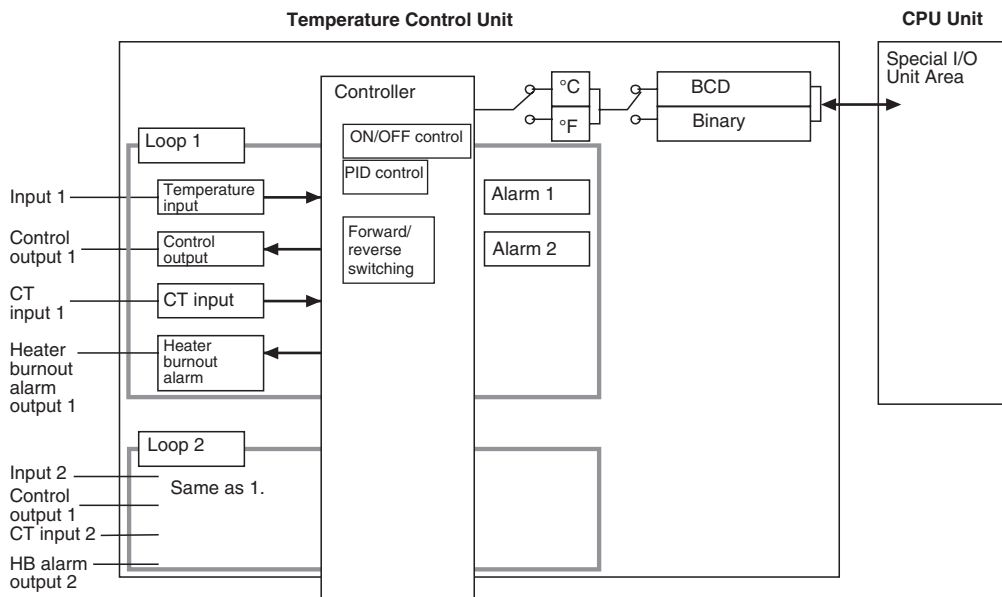 Temperature Control Unit
CPU Unit
Special I/O
Unit Area
Controller
°C
°F
BCD
Binary
ON/OFF control
PID control
Forward/
reverse
switching
Loop 1
Input 1
Temperature
input
Alarm 1
Control
output 1
Control
output
Alarm 2
CT
input 1
CT input
Heater
burnout
alarm
output 1
Heater
burnout
alarm
Loop 2
Input 2
Same as 1.
Control
output 1
CT input 2
HB alarm
output 2